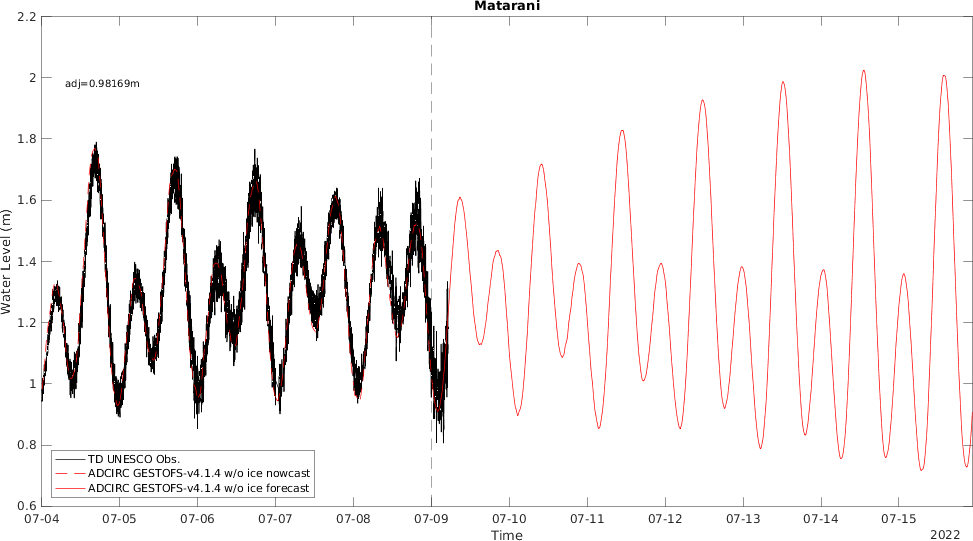 Matarani
2.2
2
1.8
1.6
1.4
1.2
1
0.8
0.6
Water Level (m)
adj=0.98169m
TD UNESCO Obs.
ADCIRC GESTOFS-v4.1.4 w/o ice nowcast
ADCIRC GESTOFS-v4.1.4 w/o ice forecast
07-04 07-05 07-06 07-07 07-08 07-09 07-10 07-11 07-12 07-13 07-14 07-15
Time
2022